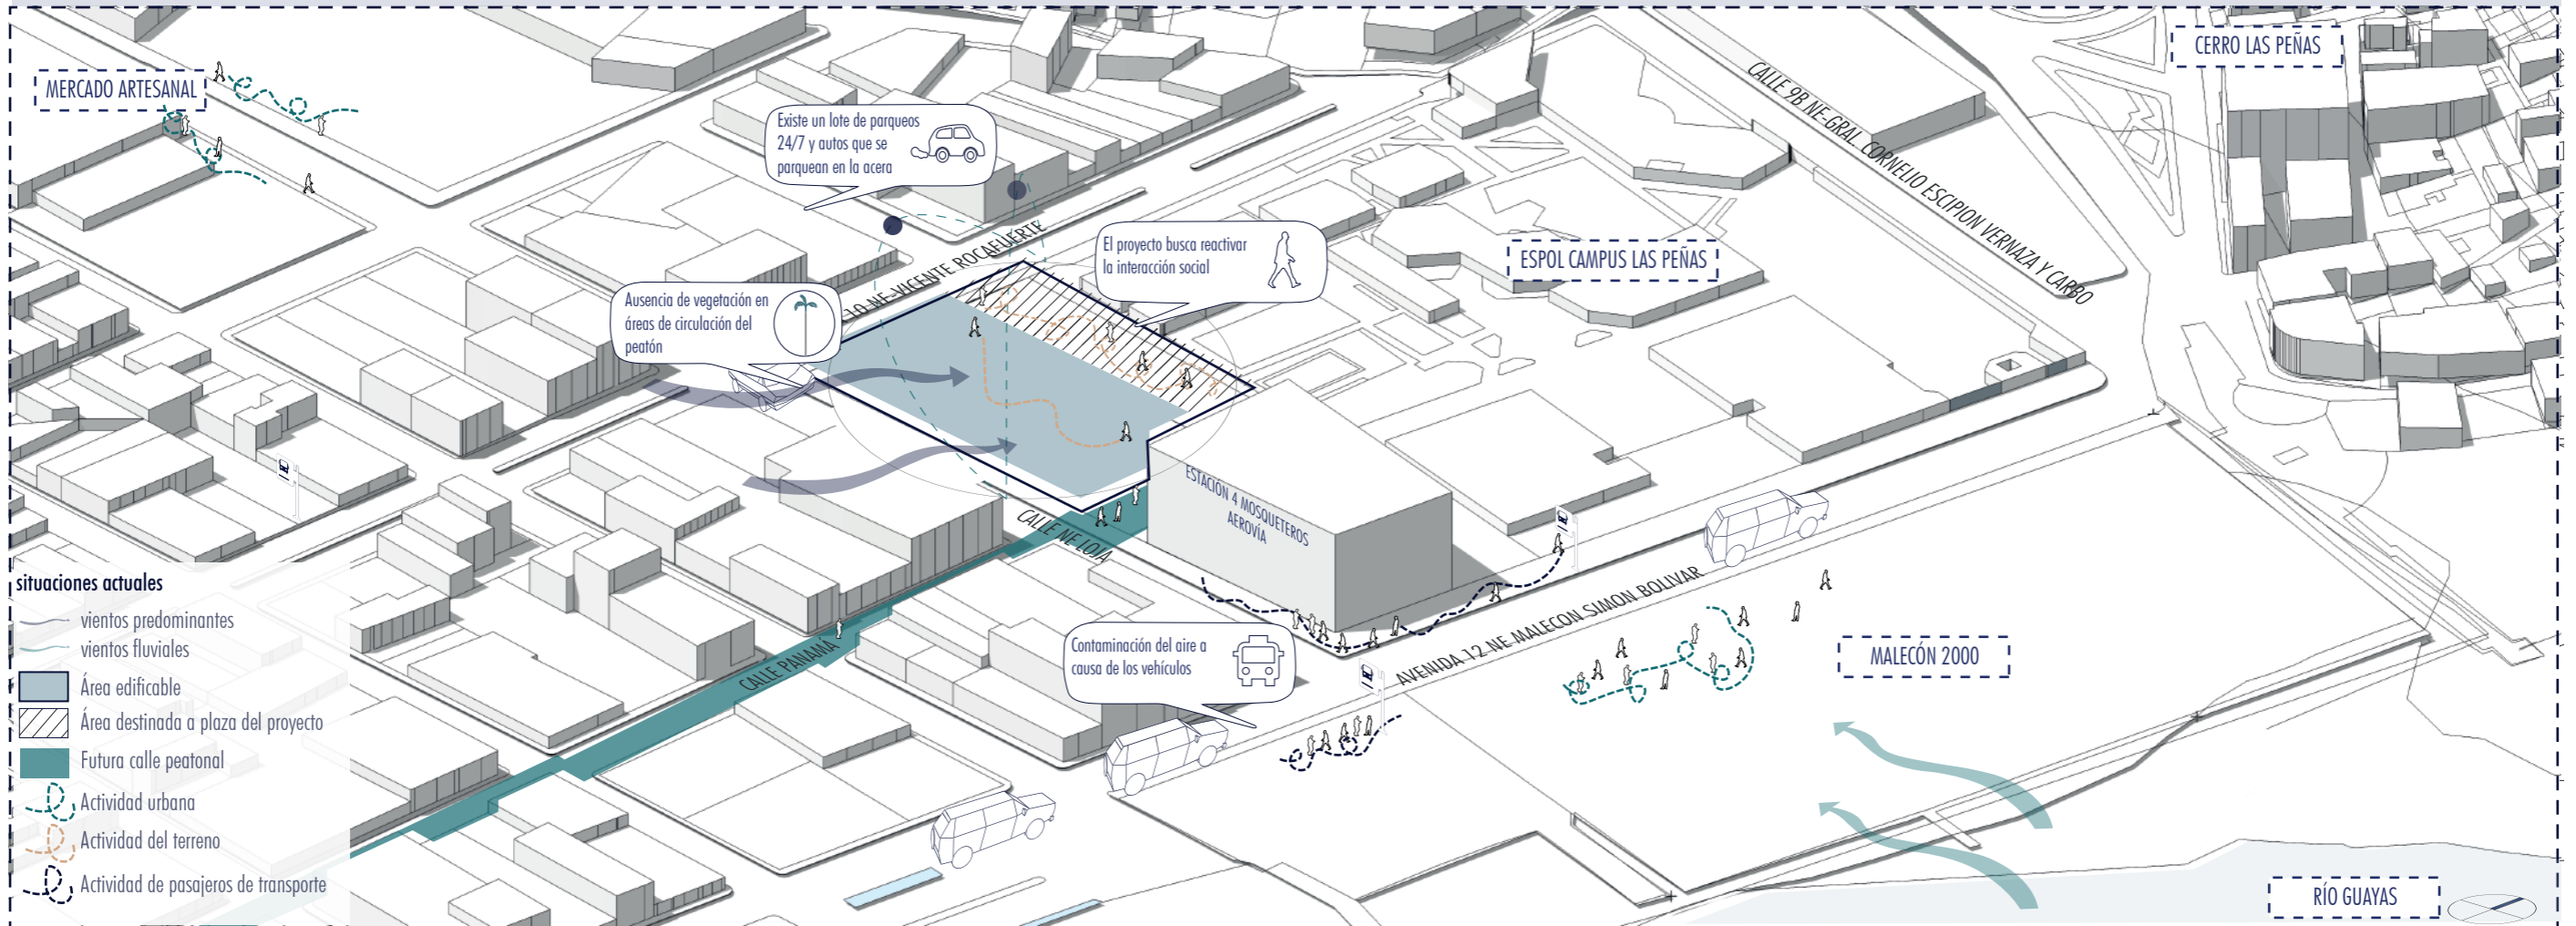 MERCADO ARTESANAL
CERRO LAS PEÑAS
CALLE 9B NE-GRAL. CORNELIO ESCIPION VERNAZA Y CARBO
Existe un lote de parqueos
24/7 y autos que se
parquean en la acera
10 NE-VICENTE ROCAFUERTE
El proyecto busca reactivar
la interacción social
ESPOL CAMPUS LAS PEÑAS
Ausencia de vegetación en
áreas de circulación del
peatón
ESTACIÓN 4 MOSQUETEROS
AEROVÍA
CALLE NE LOJA
CALLE PANAMÁ
AVENIDA 12 NE MALECON SIMON BOLIVAR
Contaminación del aire a
causa de los vehículos
MALECÓN 2000
RÍO GUAYAS
situaciones actuales
vientos predominantes
vientos fluviales
Área edificable
Área destinada a plaza del proyecto
Futura calle peatonal
Actividad urbana
Actividad del terreno
Actividad de pasajeros de transporte